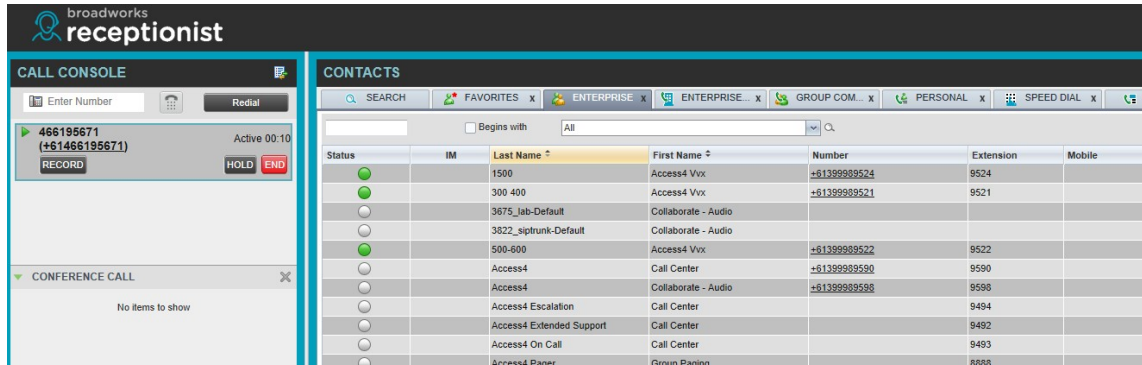 broadworks
receptionist
CALL CONSOLE
Enter Number
Redial
466195671
(+61466195671)
Active 00:10
RECORD
HOLD END
CONFERENCE CALL
No items to show
CONTACTS
SEARCH FAVORITES x ENTERPRISE x ENTERPRISE... x GROUP COM... x PERSONAL x SPEED DIAL x
Begins with All
Status IM Last Name First Name Number Extension Mobile
1500 Access4 Vvx +61399989524 9524
300 400 Access4 Vvx +61399989521 9521
3675_lab-Default Collaborate - Audio
3822_siptrunk-Default Collaborate - Audio
500-600 Access4 Vvx +61399989522 9522
Access4 Call Center +61399989590 9590
Access4 Collaborate - Audio +61399989598 9598
Access4 Escalation Call Center 9494
Access4 Extended Support Call Center 9492
Access4 On Call Call Center 9493
Access4 Pager Group Paging 8888